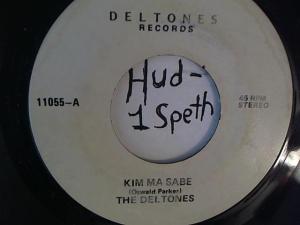 DELTONES
RECORDS
Hud-
1 Speth
11055-A
45 RPM
STEREO
KIM MA SABE
(Oswald Parker)
THE DELTONES